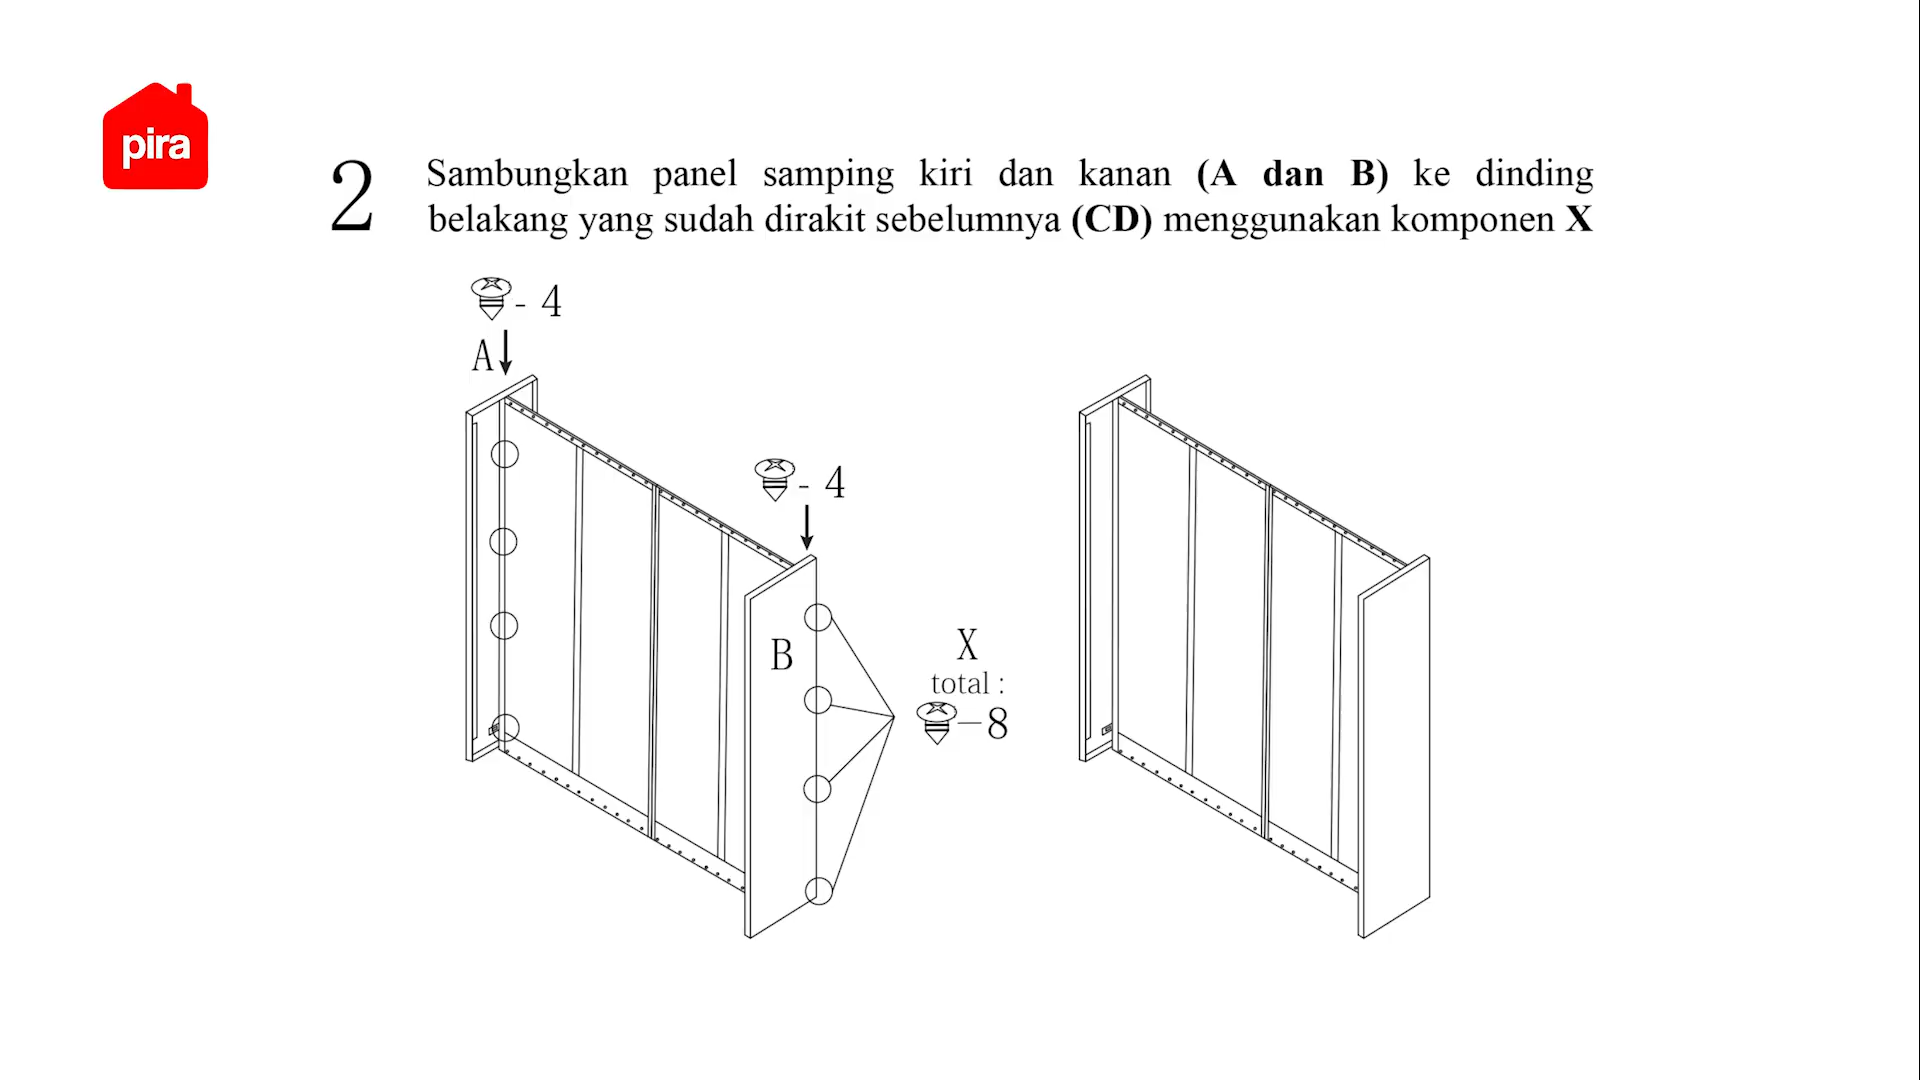 pira
2 Sambungkan panel samping kiri dan kanan (A dan B) ke dinding
belakang yang sudah dirakit sebelumnya (CD) menggunakan komponen X
- 4
A
- 4
B
X
total :
-8